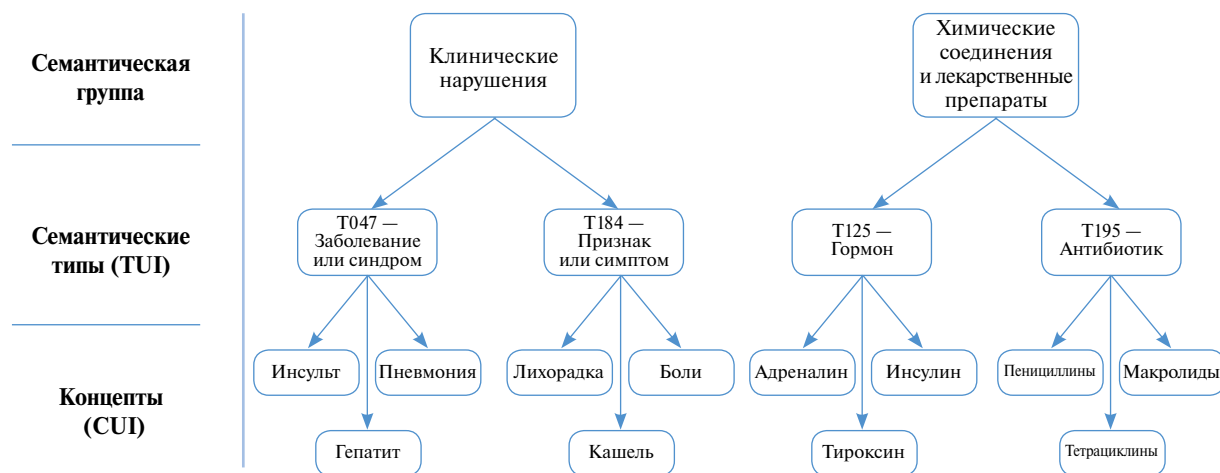 Семантическая
группа
Клинические
нарушения
Химические
соединения
и лекарственные
препараты
Семантические
типы (TUI)
T047 —
Заболевание
или синдром
T184 —
Признак
или симптом
T125 —
Гормон
T195 —
Антибиотик
Концепты
(CUI)
Инсульт
Пневмония
Лихорадка
Боли
Адреналин
Инсулин
Пенициллины
Макролиды
Гепатит
Кашель
Тироксин
Тетрациклины